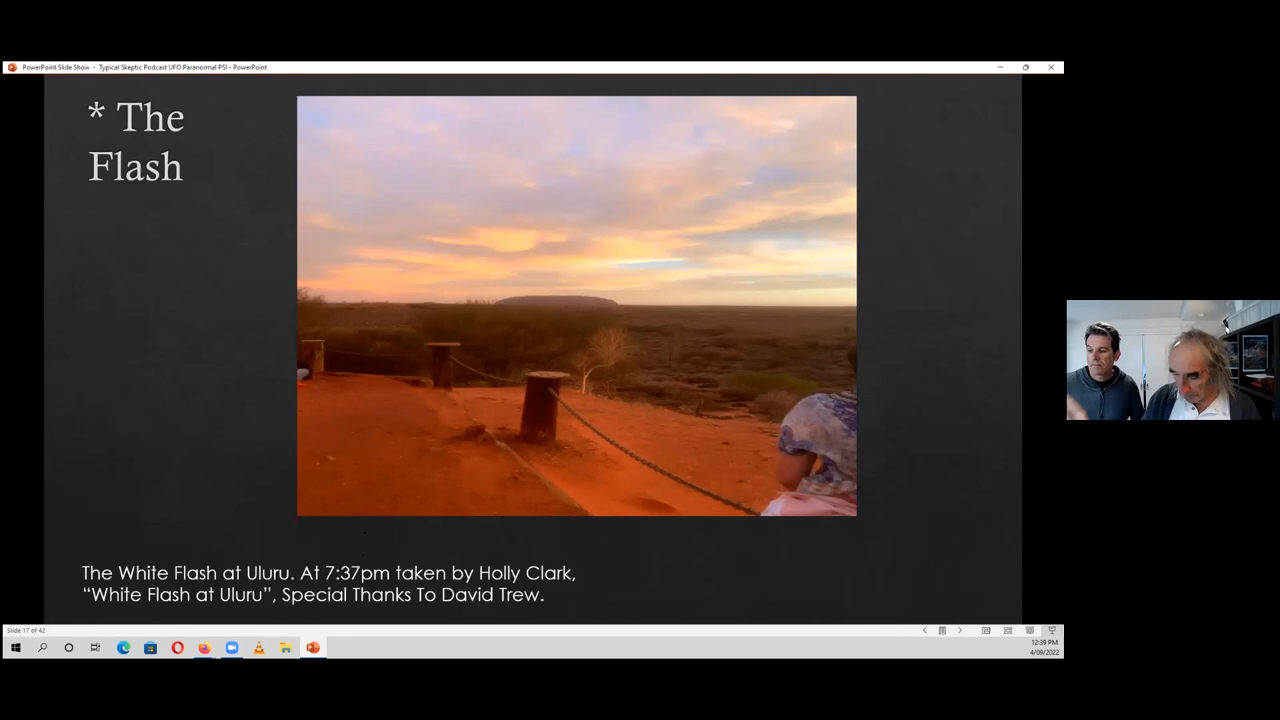 PowerPoint Slide Show - Typical Skeptic Podcast UFO Paranormal PSI - PowerPoint
* The
Flash
The White Flash at Uluru. At 7:37pm taken by Holly Clark,
“White Flash at Uluru”, Special Thanks To David Trew.
Slide 17 of 42
12:39 PM
4/09/2022